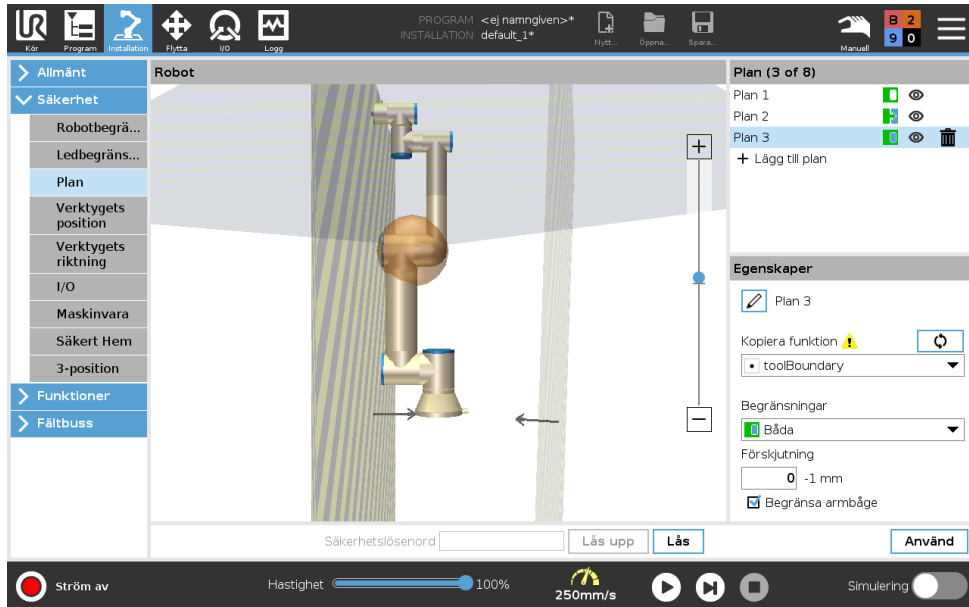 UR
PROGRAM <ej namngiven>*
INSTALLATION default_1*
Kör
Program
Installation
Flytta
I/O
Logg
Nytt...
Öppna...
Spara...
Manuell
B 2
9 0
Allmänt
Säkerhet
Robotbegrä...
Ledbegräns...
Plan
Verktygets
position
Verktygets
riktning
I/O
Maskinvara
Säkert Hem
3-position
Funktioner
Fältbuss
Robot
Plan (3 of 8)
Plan 1
Plan 2
Plan 3
+ Lägg till plan
Egenskaper
Plan 3
Kopiera funktion
toolBoundary
Begränsningar
Båda
Förskjutning
0 -1 mm
Begränsa armbåge
Säkerhetslösenord
Lås upp
Lås
Använd
Ström av
Hastighet
100%
250mm/s
Simulering